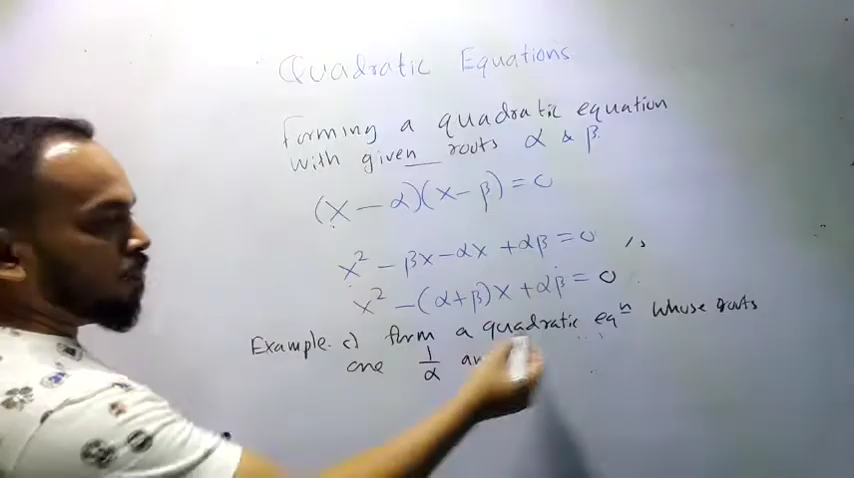 Quadratic Equations
Forming a quadratic equation
with given roots α & β.
(x - α)(x - β) = 0
x² - βx - αx + αβ = 0
x² - (α+β)x + αβ = 0
Example. c) form a quadratic eqⁿ whose roots
are 1/α